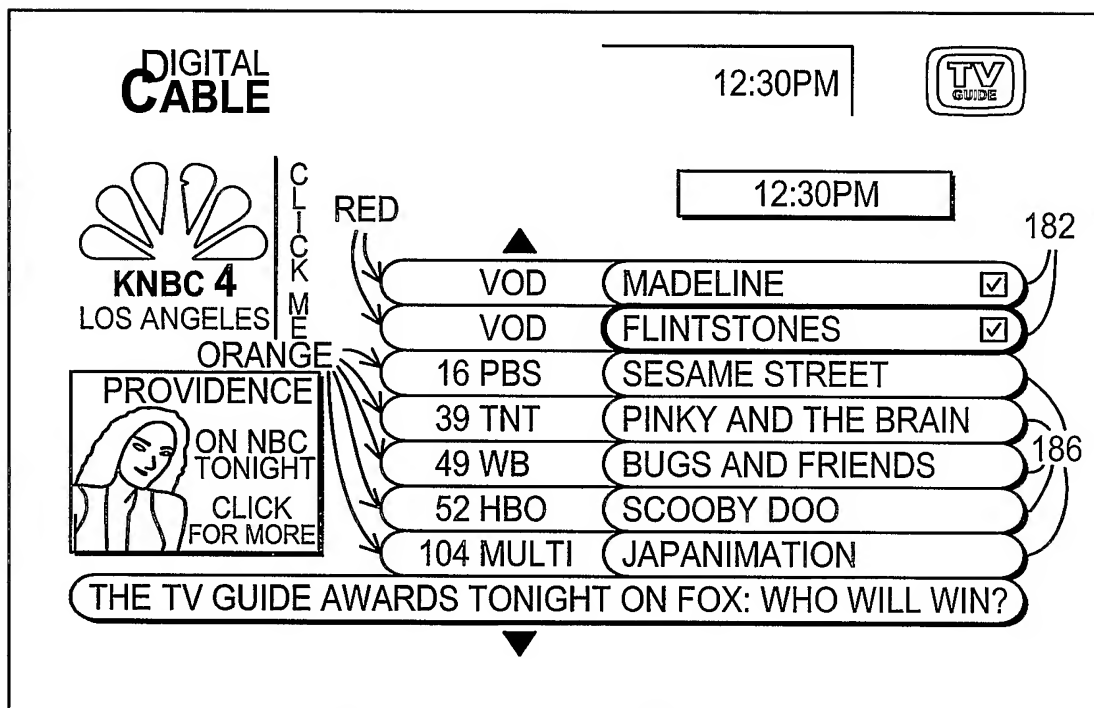 DIGITAL
CABLE
12:30PM
TV
GUIDE
KNBC 4
LOS ANGELES
CLICK ME
12:30PM
RED
182
VOD MADELINE
VOD FLINTSTONES
ORANGE
16 PBS SESAME STREET
39 TNT PINKY AND THE BRAIN
49 WB BUGS AND FRIENDS
52 HBO SCOOBY DOO
104 MULTI JAPANIMATION
186
PROVIDENCE
ON NBC
TONIGHT
CLICK
FOR MORE
THE TV GUIDE AWARDS TONIGHT ON FOX: WHO WILL WIN?